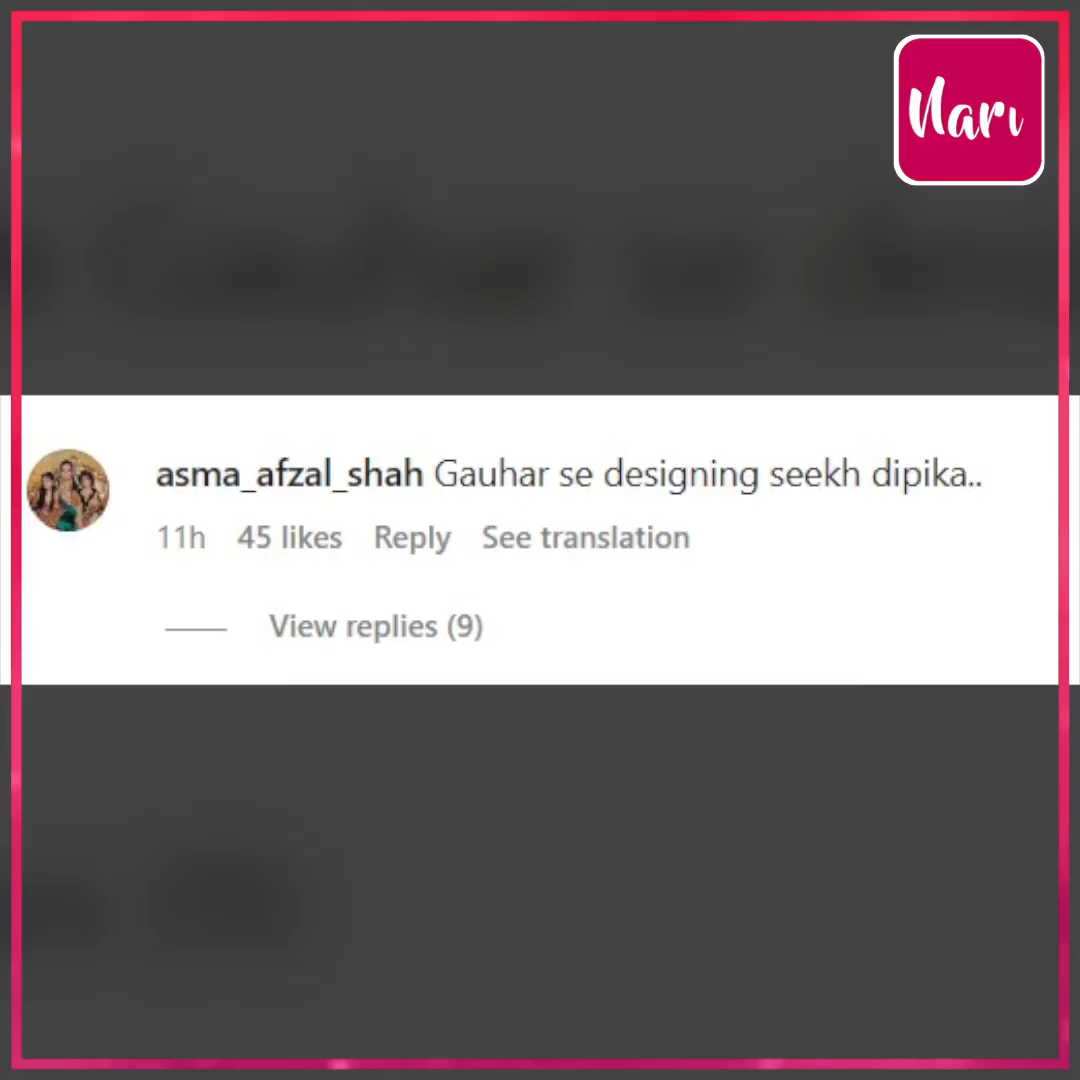 Nari
asma_afzal_shah Gauhar se designing seekh dipika..
11h 45 likes Reply See translation
View replies (9)